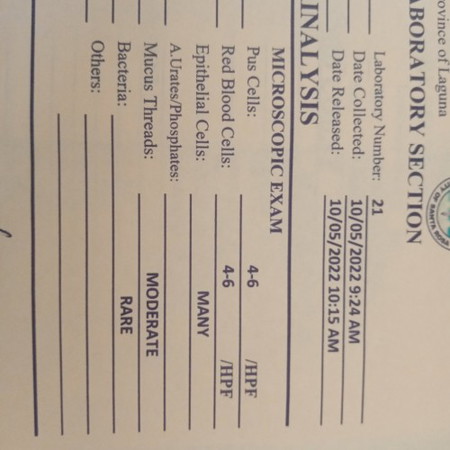 ovince of Laguna
ABORATORY SECTION
Laboratory Number: 21
Date Collected: 10/05/2022 9:24 AM
Date Released: 10/05/2022 10:15 AM
INALYSIS
MICROSCOPIC EXAM
Pus Cells: 4-6 /HPF
Red Blood Cells: 4-6 /HPF
Epithelial Cells: MANY
A.Urates/Phosphates:
Mucus Threads: MODERATE
Bacteria: RARE
Others: